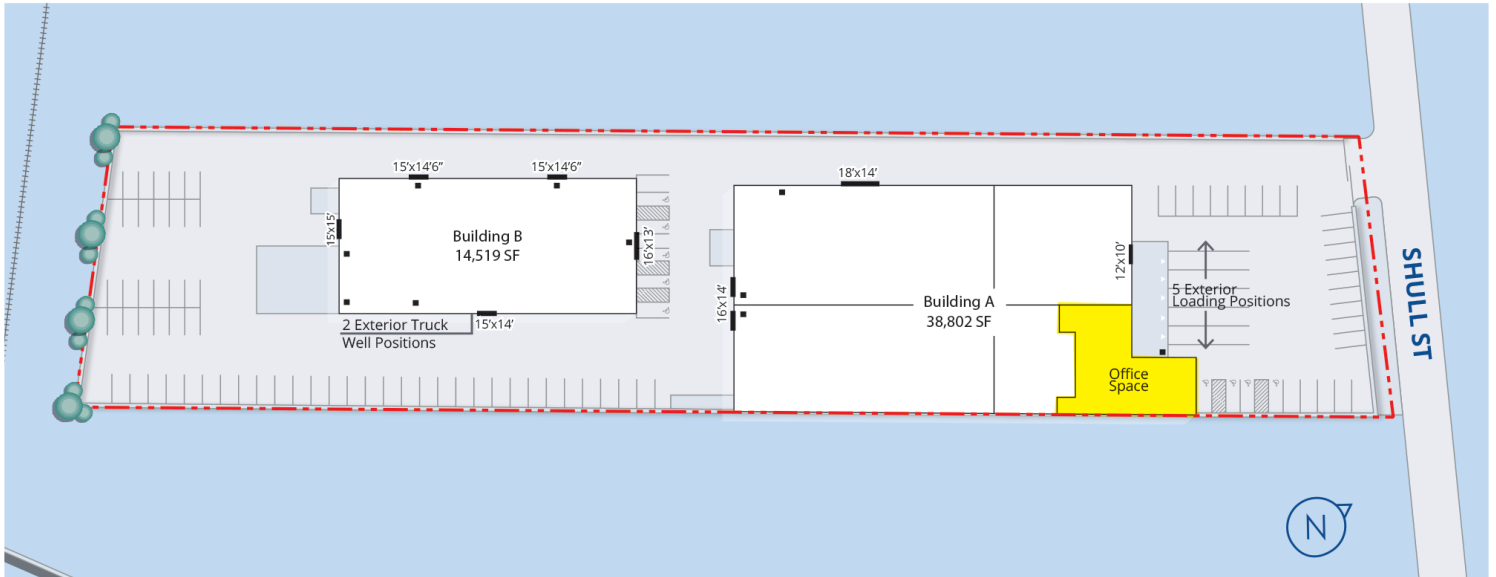 15'x14'6"
15'x14'6"
18'x14'
15'x15'
Building B
14,519 SF
16'x13'
12'x10'
SHULL ST
16'x14'
Building A
38,802 SF
5 Exterior
Loading Positions
2 Exterior Truck
Well Positions
15'x14'
Office
Space
N